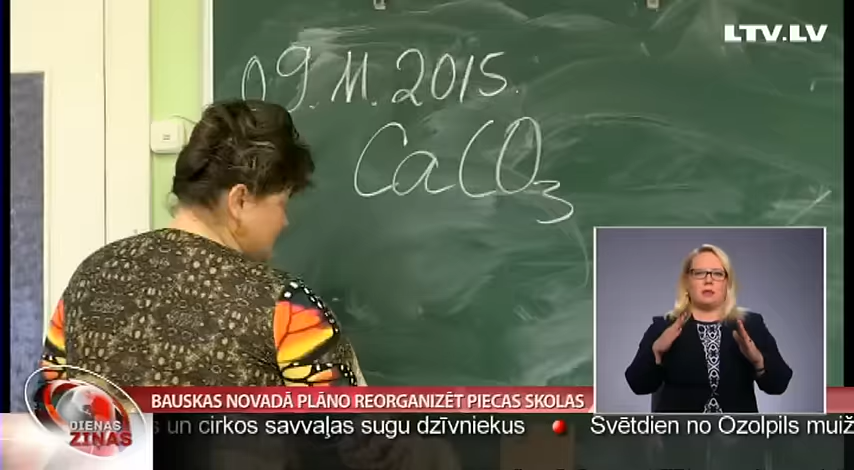 LTV.LV
09.11.2015.
CaCO3
BAUSKAS NOVADĀ PLĀNO REORGANIZĒT PIECAS SKOLAS
DIENAS
ZIŅAS
s un cirkos savvaļas sugu dzīvniekus Svētdien no Ozolpils muiž